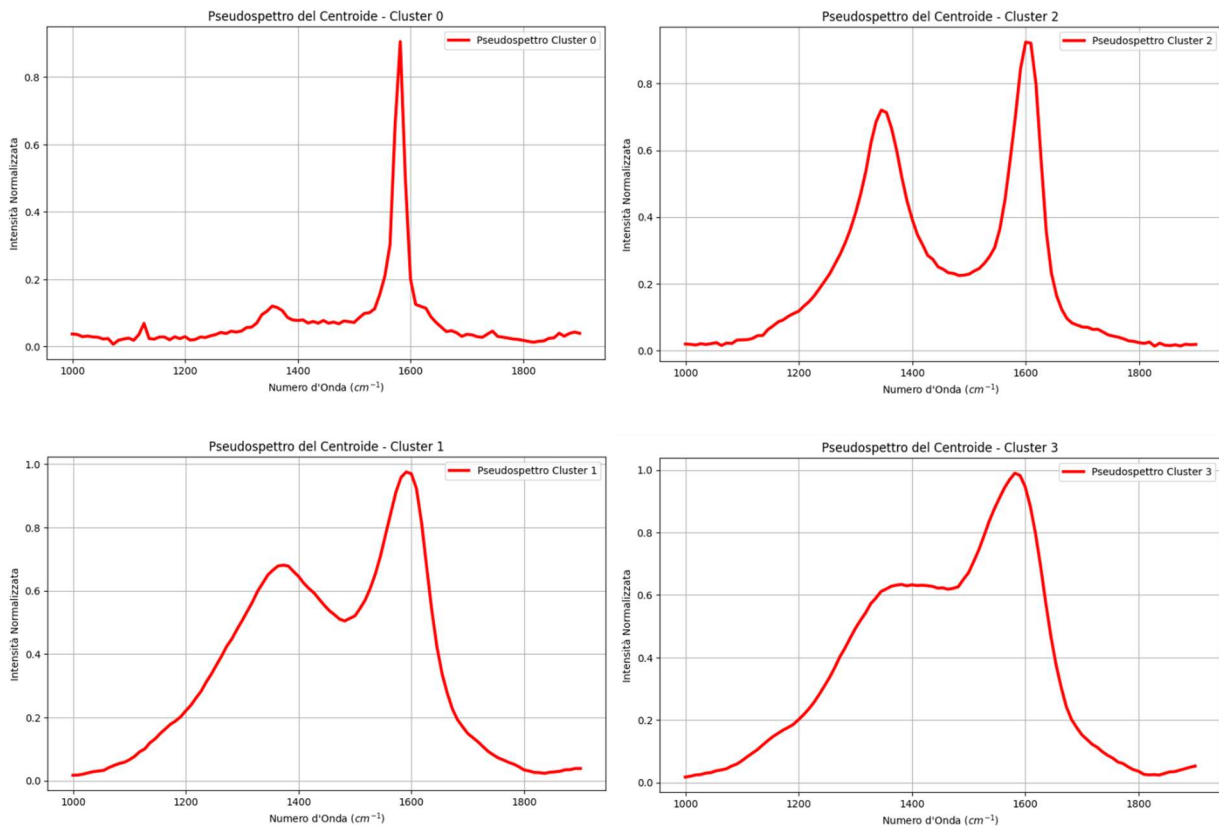 Pseudospettro del Centroide - Cluster 0
Pseudospettro Cluster 0
Intensità Normalizzata
0.8
0.6
0.4
0.2
0.0
1000 1200 1400 1600 1800
Numero d'Onda (cm⁻¹)
Pseudospettro del Centroide - Cluster 2
Pseudospettro Cluster 2
Intensità Normalizzata
0.8
0.6
0.4
0.2
0.0
1000 1200 1400 1600 1800
Numero d'Onda (cm⁻¹)
Pseudospettro del Centroide - Cluster 1
Pseudospettro Cluster 1
Intensità Normalizzata
1.0
0.8
0.6
0.4
0.2
0.0
1000 1200 1400 1600 1800
Numero d'Onda (cm⁻¹)
Pseudospettro del Centroide - Cluster 3
Pseudospettro Cluster 3
Intensità Normalizzata
1.0
0.8
0.6
0.4
0.2
0.0
1000 1200 1400 1600 1800
Numero d'Onda (cm⁻¹)